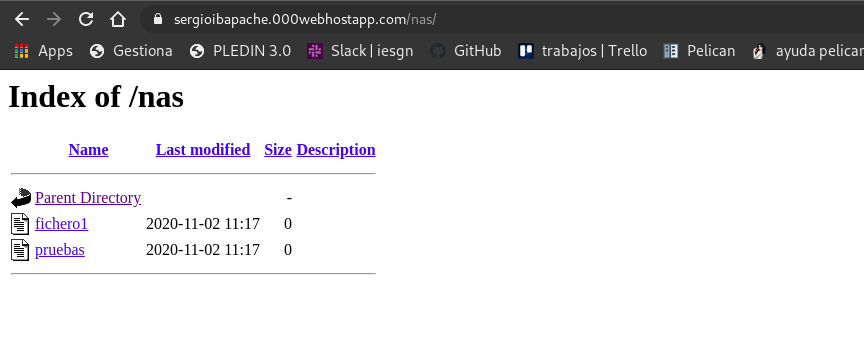 sergioibapache.000webhostapp.com/nas/
Apps Gestiona PLEDIN 3.0 Slack | iesgn GitHub trabajos | Trello Pelican ayuda pelican
Index of /nas
Name Last modified Size Description
Parent Directory -
fichero1 2020-11-02 11:17 0
pruebas 2020-11-02 11:17 0